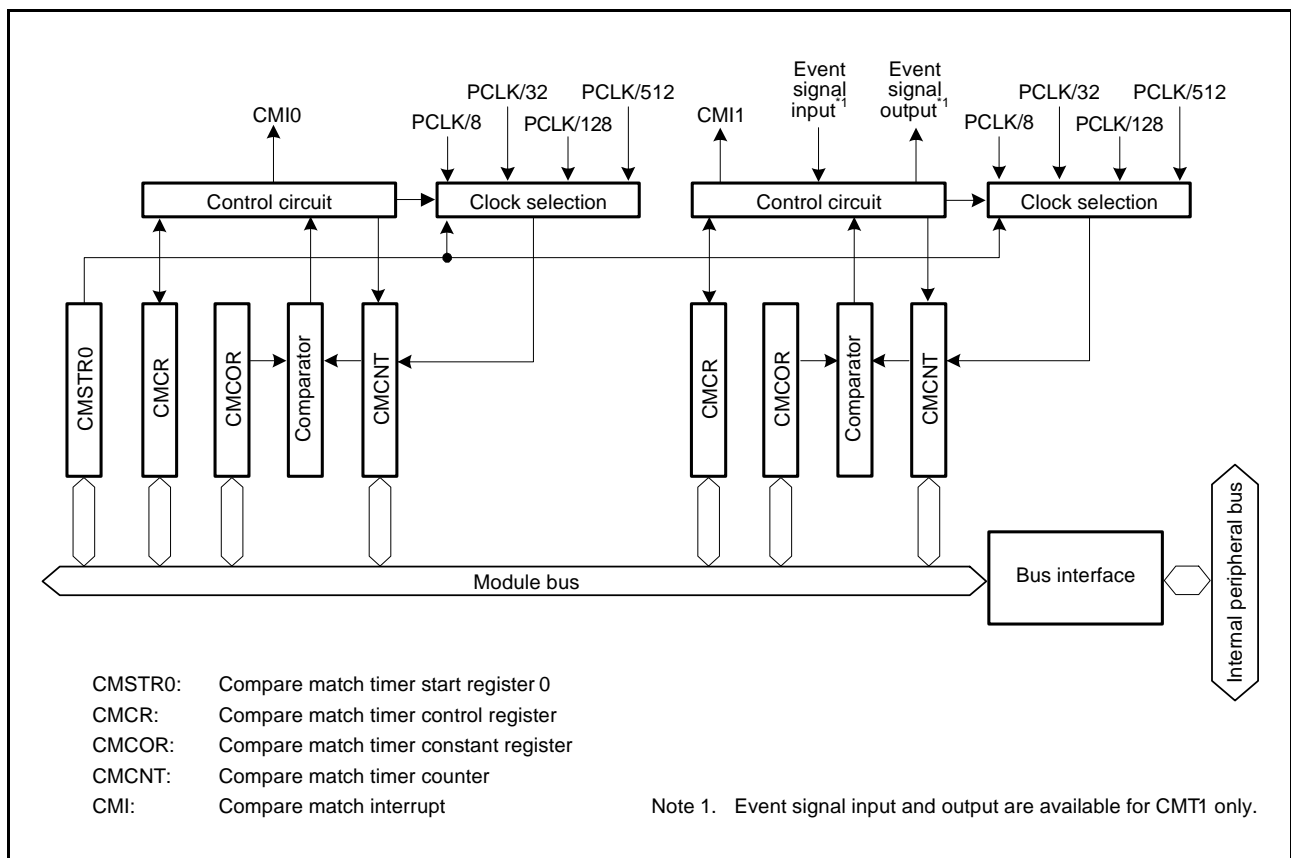 CMI0
PCLK/8
PCLK/32
PCLK/128
PCLK/512
CMI1
Event
signal
input*1
Event
signal
output*1
PCLK/8
PCLK/32
PCLK/128
PCLK/512
Control circuit
Clock selection
Control circuit
Clock selection
CMSTR0
CMCR
CMCOR
Comparator
CMCNT
CMCR
CMCOR
Comparator
CMCNT
Module bus
Bus interface
Internal peripheral bus
CMSTR0: Compare match timer start register 0
CMCR: Compare match timer control register
CMCOR: Compare match timer constant register
CMCNT: Compare match timer counter
CMI: Compare match interrupt
Note 1. Event signal input and output are available for CMT1 only.